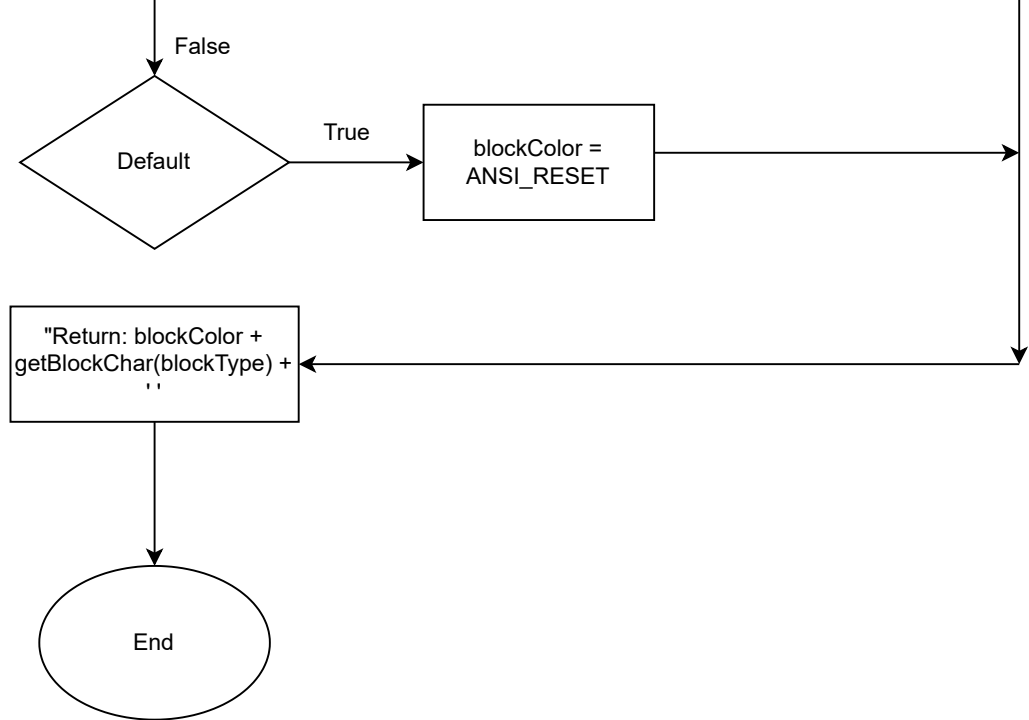 False
Default
True
blockColor =
ANSI_RESET
"Return: blockColor +
getBlockChar(blockType) +
' '
End